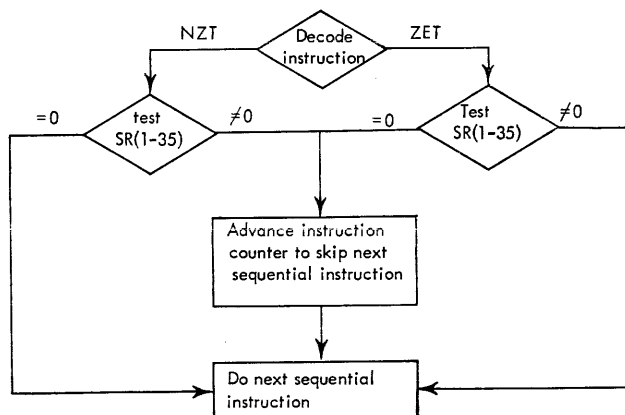 NZT
Decode
instruction
ZET
=0
test
SR(1-35)
≠0
=0
Test
SR(1-35)
≠0
Advance instruction
counter to skip next
sequential instruction
Do next sequential
instruction